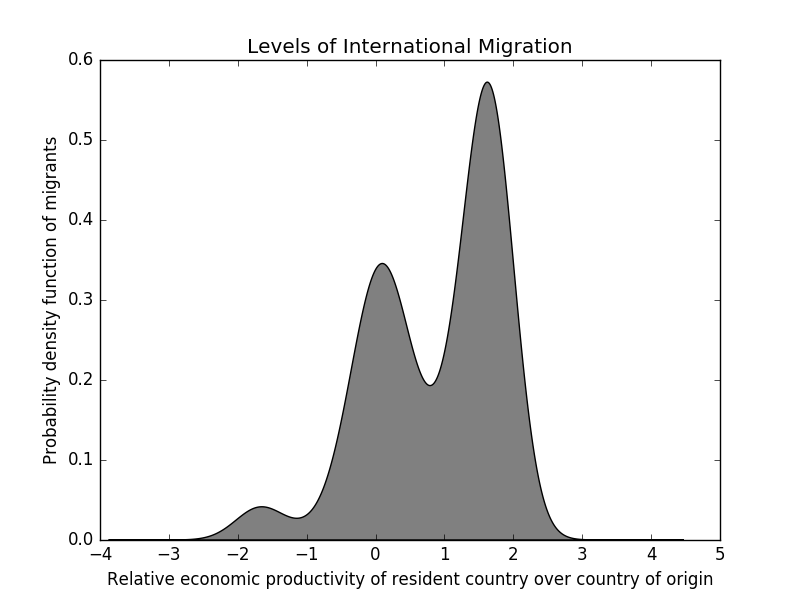 Levels of International Migration
0.6
0.5
0.4
0.3
0.2
0.1
0.0
Probability density function of migrants
−4 −3 −2 −1 0 1 2 3 4 5
Relative economic productivity of resident country over country of origin